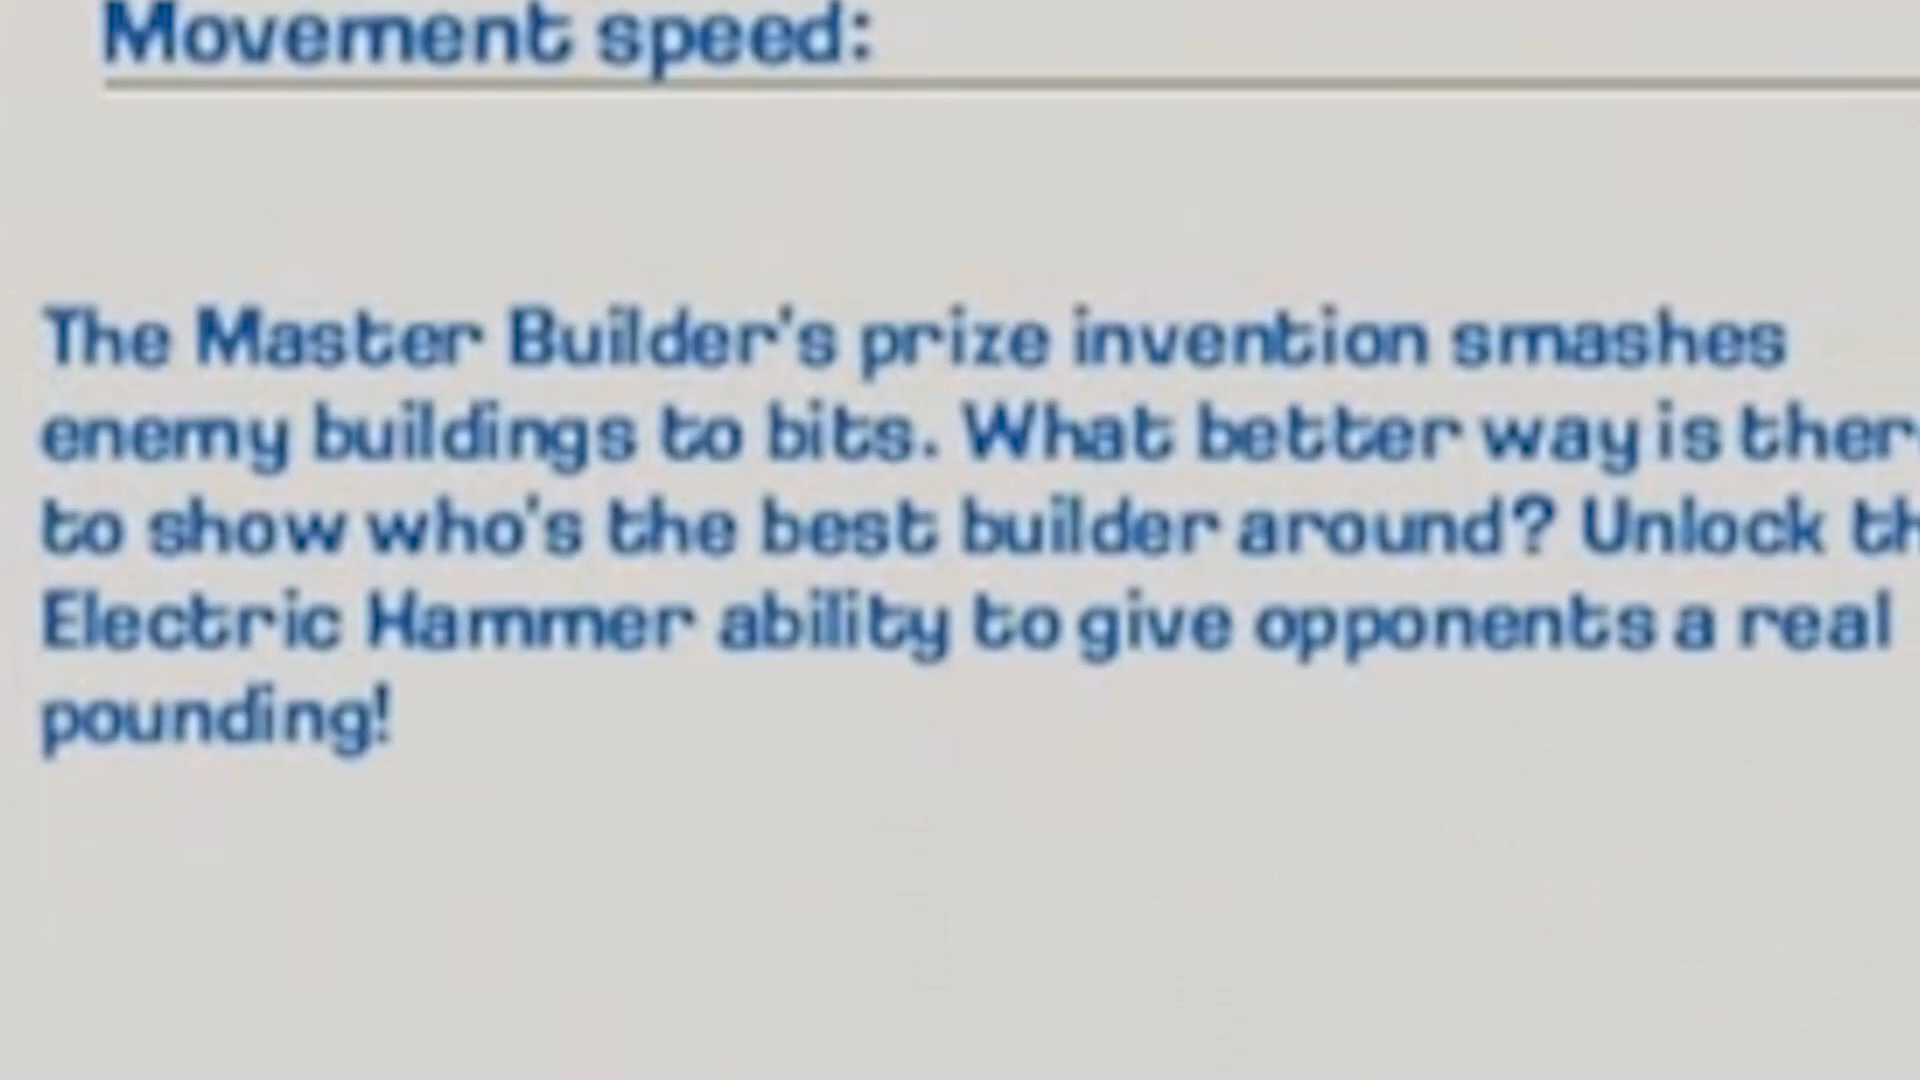 Movement speed:
The Master Builder's prize invention smashes
enemy buildings to bits. What better way is ther
to show who's the best builder around? Unlock th
Electric Hammer ability to give opponents a real
pounding!